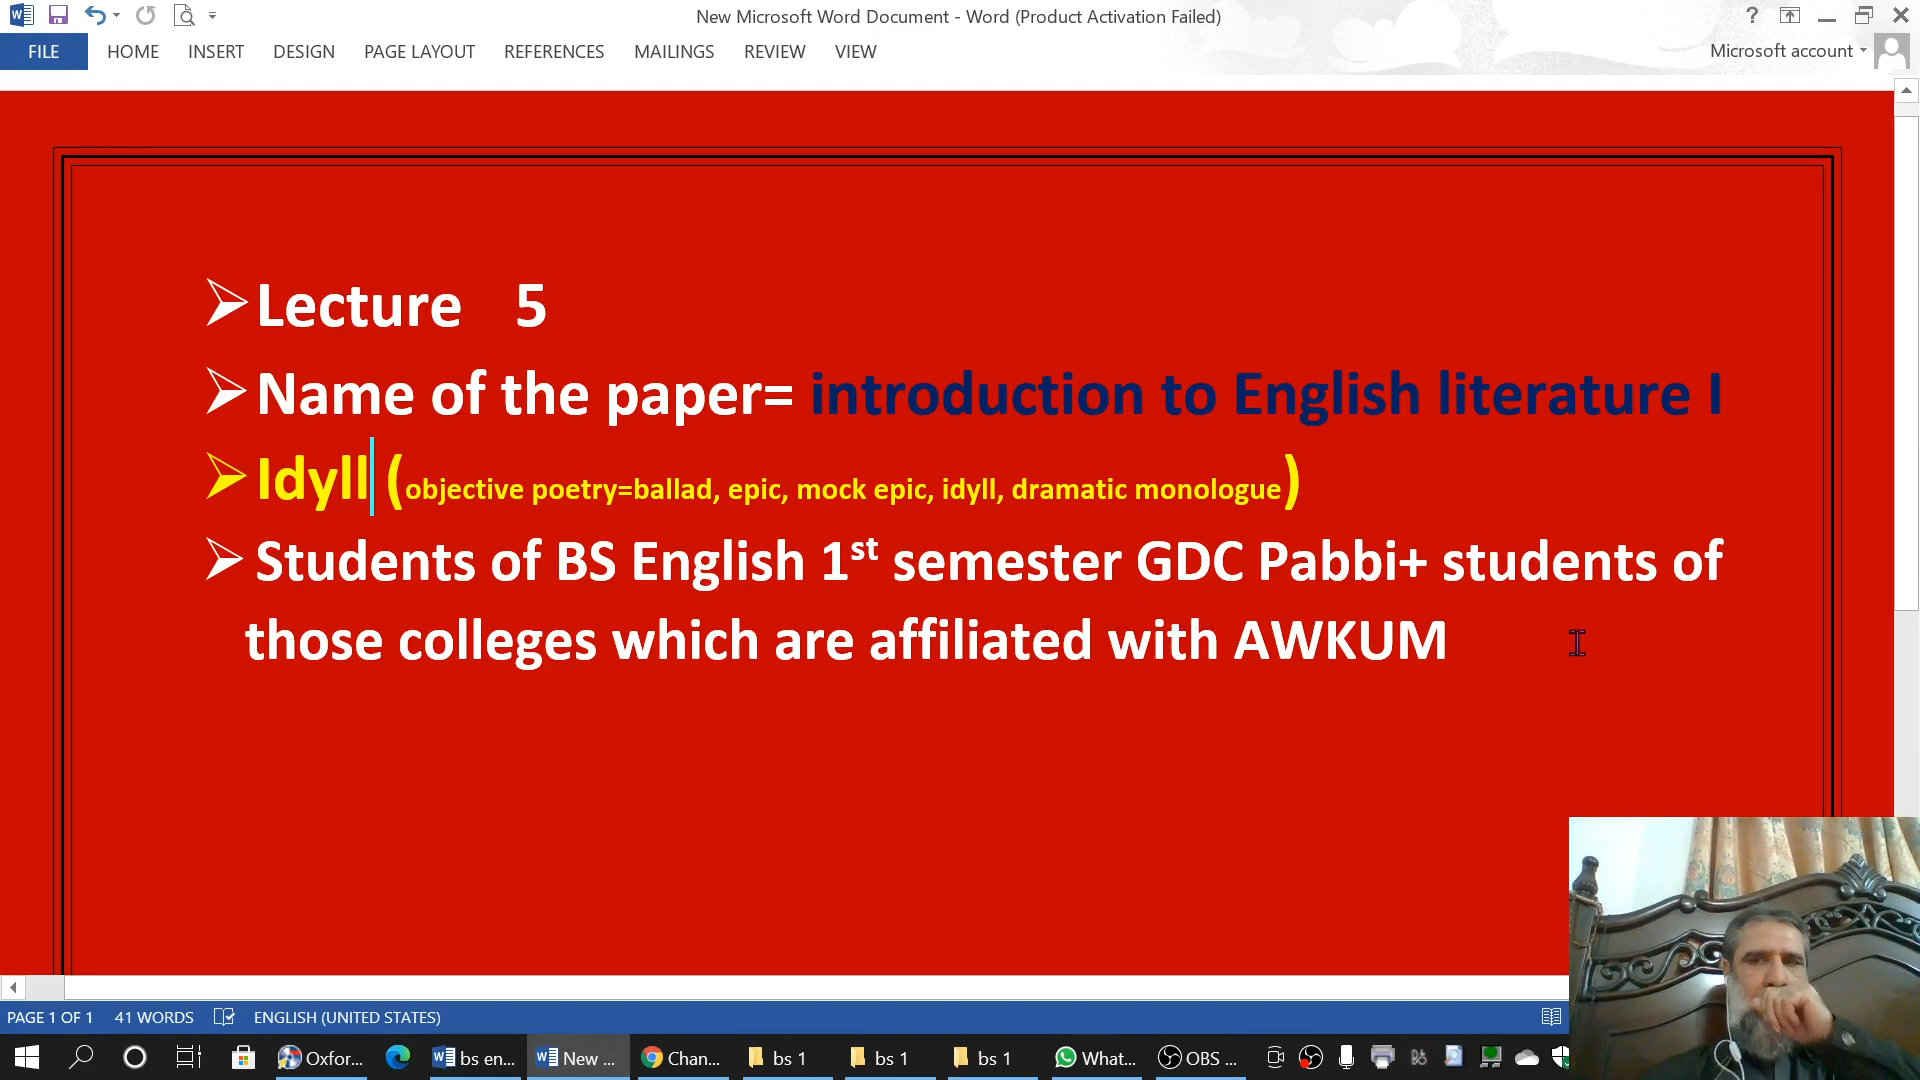 New Microsoft Word Document - Word (Product Activation Failed)
FILE HOME INSERT DESIGN PAGE LAYOUT REFERENCES MAILINGS REVIEW VIEW Microsoft account
Lecture 5
Name of the paper= introduction to English literature I
Idyll (objective poetry=ballad, epic, mock epic, idyll, dramatic monologue)
Students of BS English 1st semester GDC Pabbi+ students of
those colleges which are affiliated with AWKUM
PAGE 1 OF 1 41 WORDS ENGLISH (UNITED STATES)
Oxfor... bs en... New ... Chan... bs 1 bs 1 bs 1 What... OBS ...